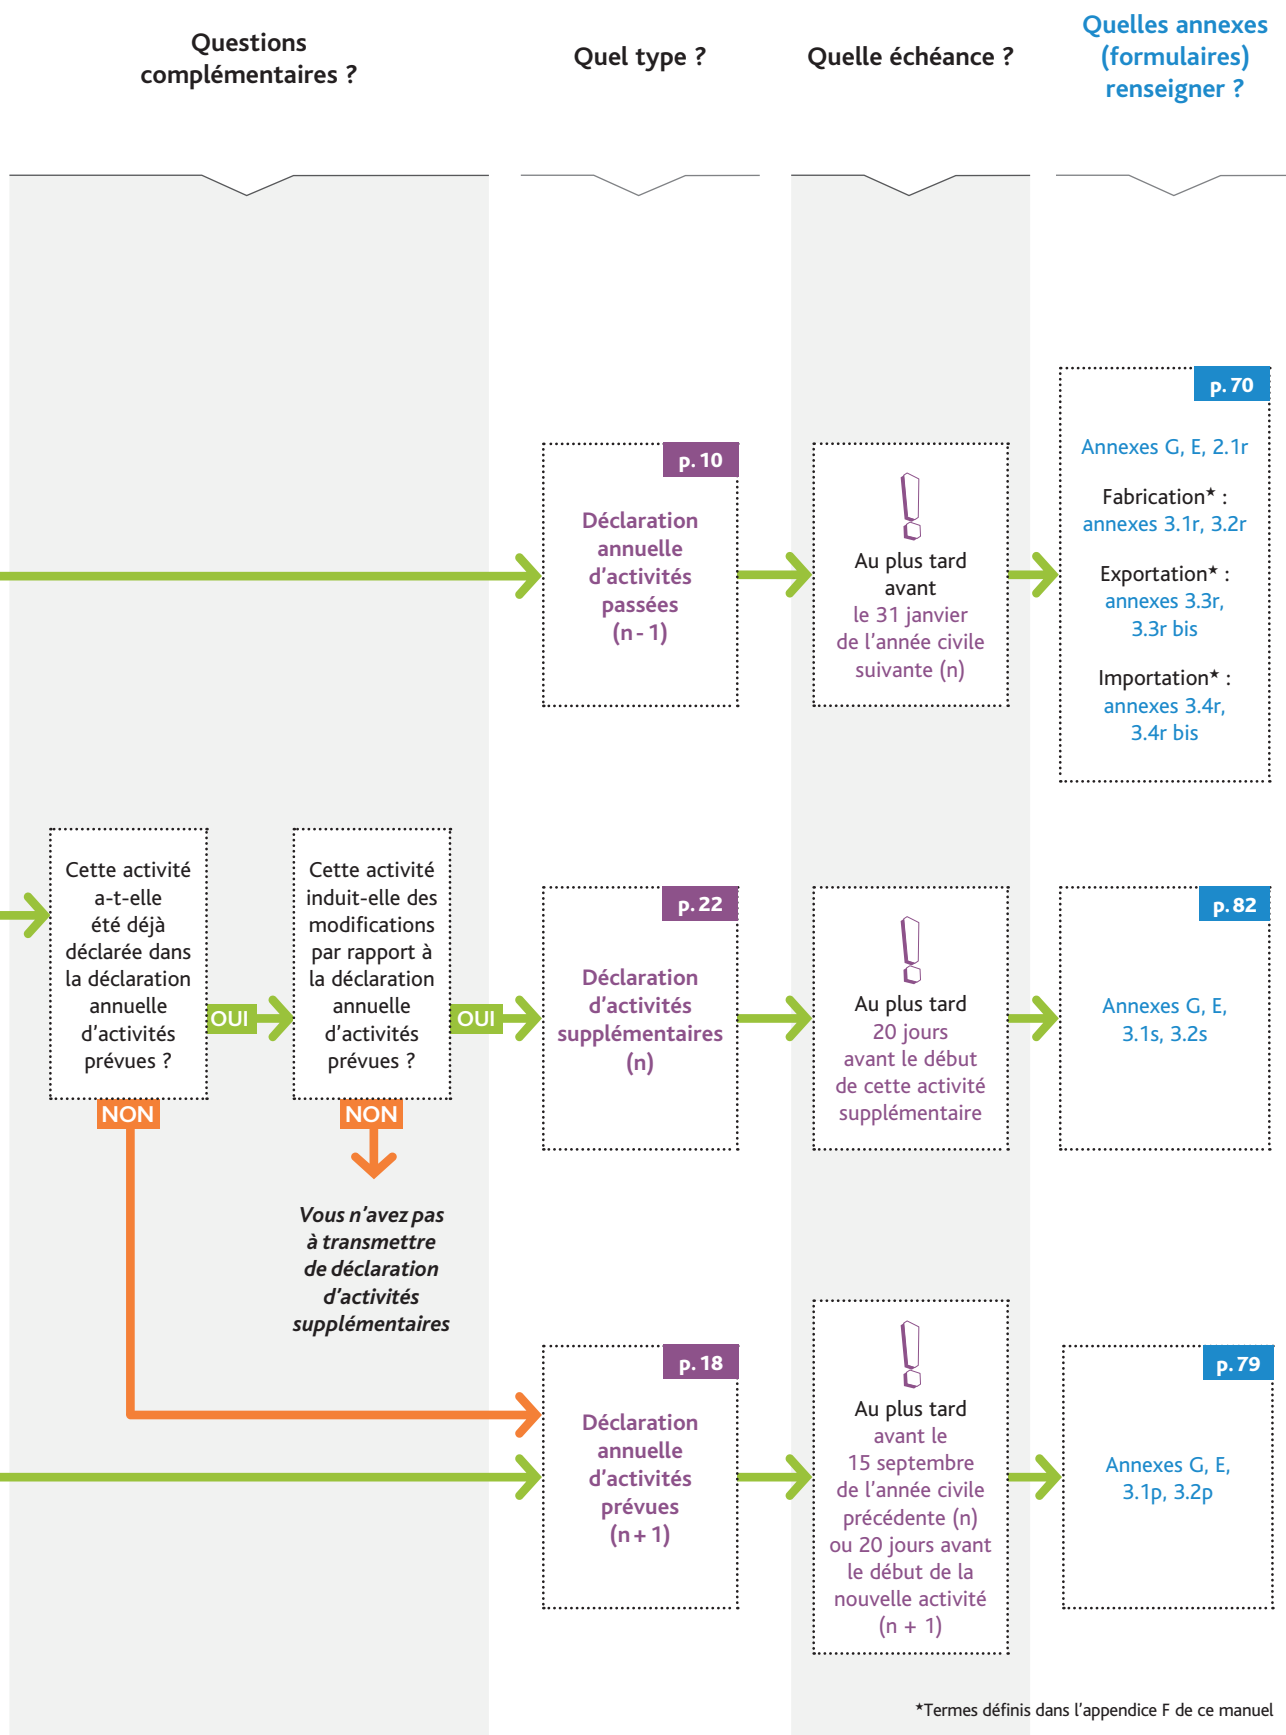 Questions
complémentaires ?
Quel type ?
Quelle échéance ?
Quelles annexes
(formulaires)
renseigner ?
p. 10
Déclaration
annuelle
d'activités
passées
(n - 1)
Au plus tard
avant
le 31 janvier
de l'année civile
suivante (n)
p. 70
Annexes G, E, 2.1r
Fabrication★ :
annexes 3.1r, 3.2r
Exportation★ :
annexes 3.3r,
3.3r bis
Importation★ :
annexes 3.4r,
3.4r bis
Cette activité
a-t-elle
été déjà
déclarée dans
la déclaration
annuelle
d'activités
prévues ?
OUI
NON
Cette activité
induit-elle des
modifications
par rapport à
la déclaration
annuelle
d'activités
prévues ?
OUI
NON
Vous n'avez pas
à transmettre
de déclaration
d'activités
supplémentaires
p. 22
Déclaration
d'activités
supplémentaires
(n)
Au plus tard
20 jours
avant le début
de cette activité
supplémentaire
p. 82
Annexes G, E,
3.1s, 3.2s
p. 18
Déclaration
annuelle
d'activités
prévues
(n + 1)
Au plus tard
avant le
15 septembre
de l'année civile
précédente (n)
ou 20 jours avant
le début de la
nouvelle activité
(n + 1)
p. 79
Annexes G, E,
3.1p, 3.2p
★Termes définis dans l'appendice F de ce manuel